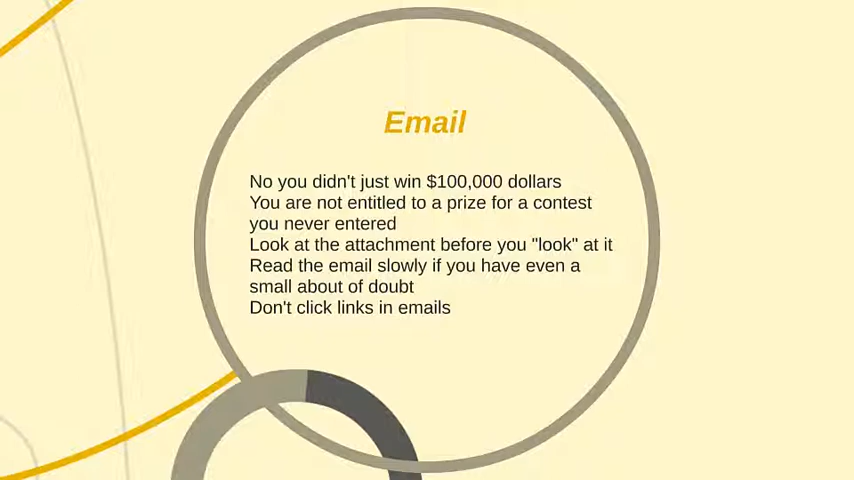 Email
No you didn't just win $100,000 dollars
You are not entitled to a prize for a contest
you never entered
Look at the attachment before you "look" at it
Read the email slowly if you have even a
small about of doubt
Don't click links in emails